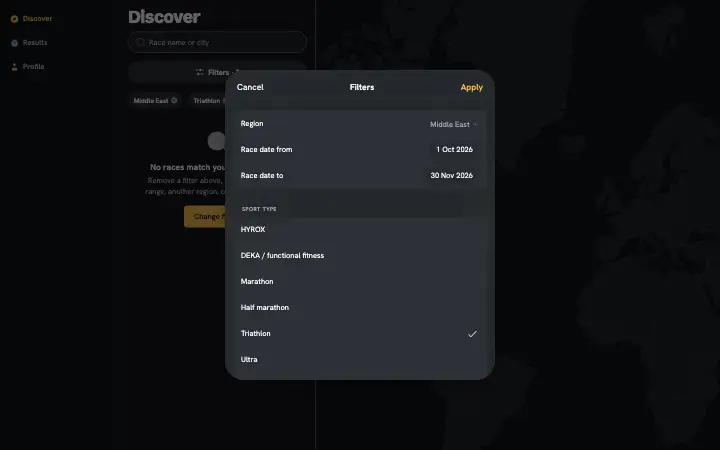 Discover
Results
Profile
Discover
Race name or city
Filters
Middle East
Triathlon
No races match you
Remove a filter above,
range, another region, o
Change f
Cancel
Filters
Apply
Region
Middle East
Race date from
1 Oct 2026
Race date to
30 Nov 2026
SPORT TYPE
HYROX
DEKA / functional fitness
Marathon
Half marathon
Triathlon
Ultra